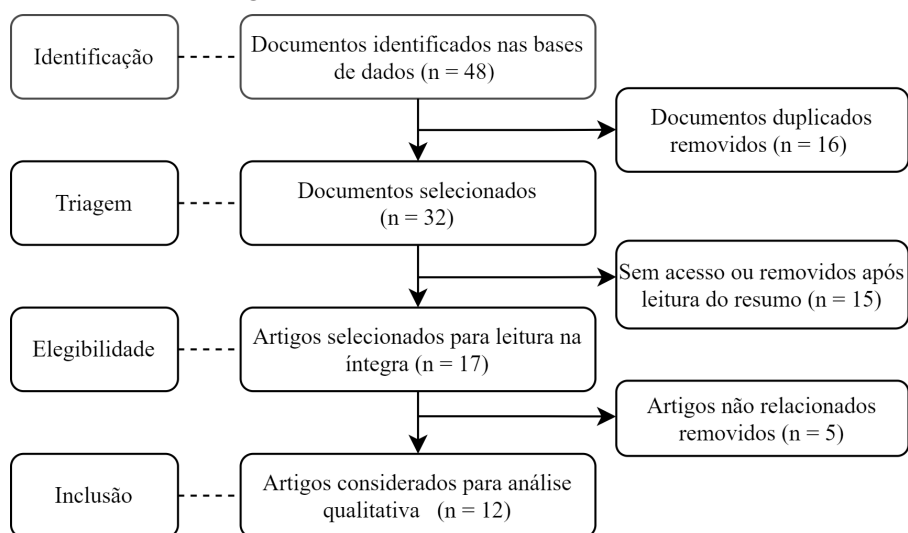 Identificação
Documentos identificados nas bases
de dados (n = 48)
Documentos duplicados
removidos (n = 16)
Triagem
Documentos selecionados
(n = 32)
Sem acesso ou removidos após
leitura do resumo (n = 15)
Elegibilidade
Artigos selecionados para leitura na
íntegra (n = 17)
Artigos não relacionados
removidos (n = 5)
Inclusão
Artigos considerados para análise
qualitativa (n = 12)